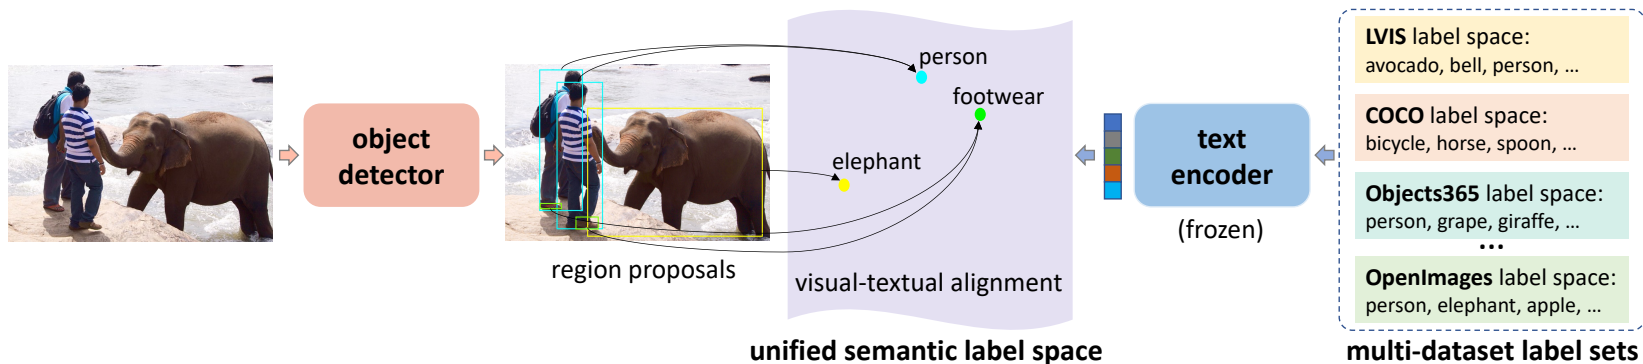 object
detector
region proposals
person
footwear
elephant
visual-textual alignment
unified semantic label space
text
encoder
(frozen)
LVIS label space:
avocado, bell, person, ...
COCO label space:
bicycle, horse, spoon, ...
Objects365 label space:
person, grape, giraffe, ...
...
OpenImages label space:
person, elephant, apple, ...
multi-dataset label sets